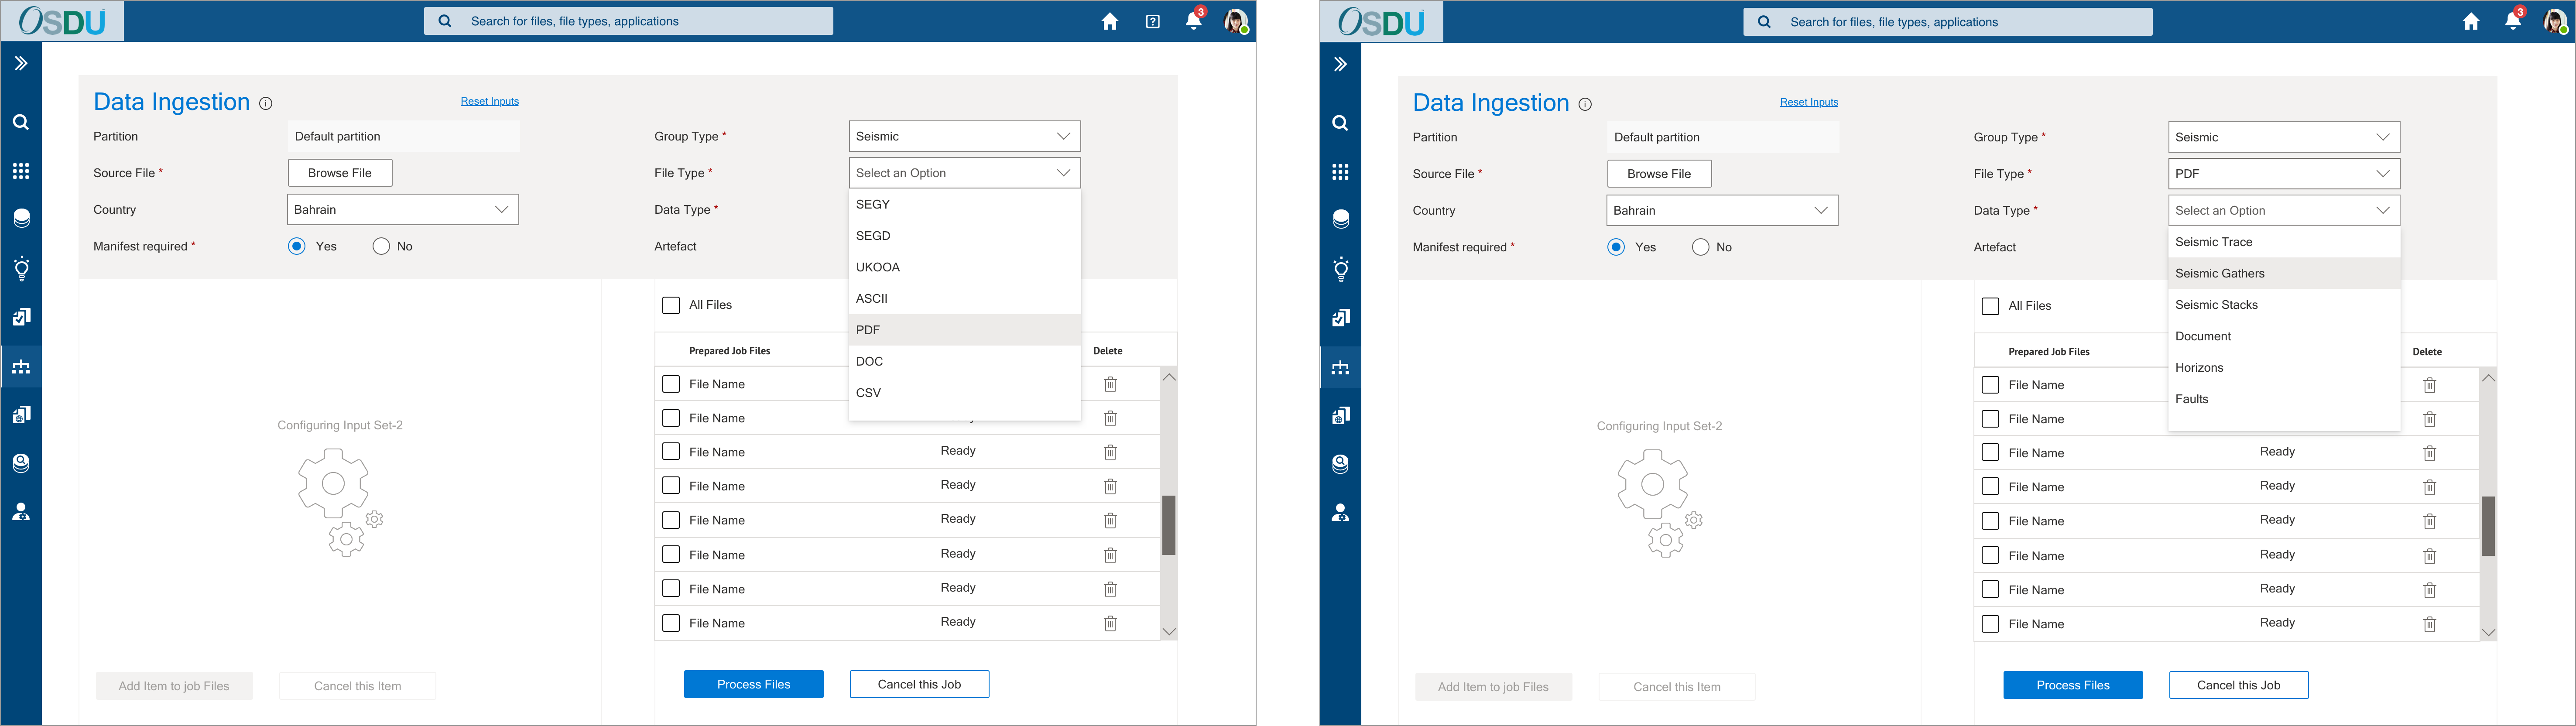 OSDU
Search for files, file types, applications
3
Data Ingestion
Reset Inputs
Partition
Default partition
Group Type *
Seismic
Source File *
Browse File
File Type *
Select an Option
Country
Bahrain
Data Type *
Manifest required *
Yes
No
Artefact
SEGY
SEGD
UKOOA
ASCII
PDF
DOC
CSV
All Files
Prepared Job Files
Delete
File Name
File Name
File Name
Ready
File Name
Ready
File Name
Ready
File Name
Ready
File Name
Ready
File Name
Ready
Configuring Input Set-2
Add Item to job Files
Cancel this Item
Process Files
Cancel this Job
OSDU
Search for files, file types, applications
3
Data Ingestion
Reset Inputs
Partition
Default partition
Group Type *
Seismic
Source File *
Browse File
File Type *
PDF
Country
Bahrain
Data Type *
Select an Option
Manifest required *
Yes
No
Artefact
Seismic Trace
Seismic Gathers
Seismic Stacks
Document
Horizons
Faults
All Files
Prepared Job Files
Delete
File Name
File Name
File Name
Ready
File Name
Ready
File Name
Ready
File Name
Ready
File Name
Ready
File Name
Ready
Configuring Input Set-2
Add Item to job Files
Cancel this Item
Process Files
Cancel this Job